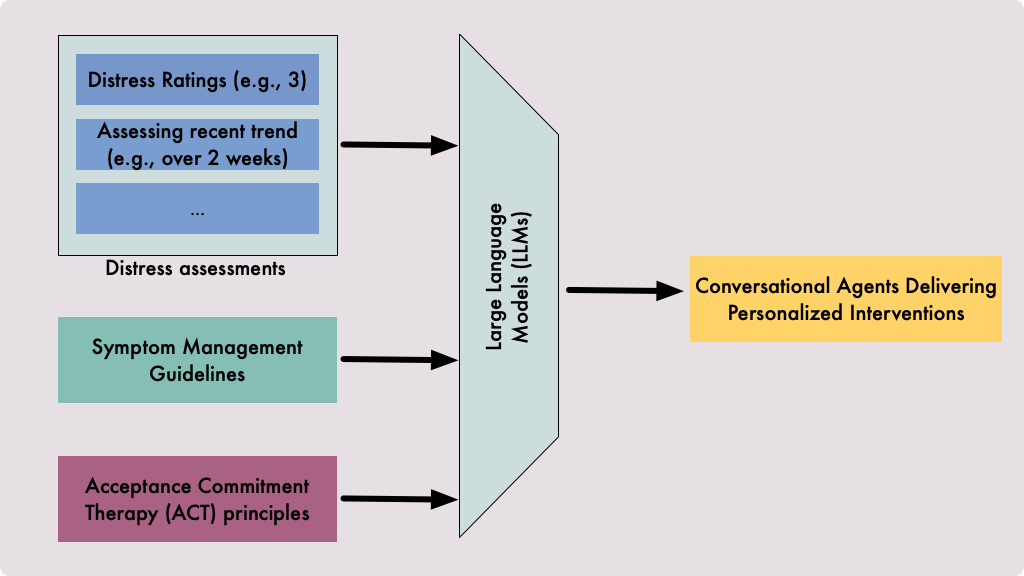 Distress Ratings (e.g., 3)
Assessing recent trend
(e.g., over 2 weeks)
...
Distress assessments
Symptom Management
Guidelines
Acceptance Commitment
Therapy (ACT) principles
Large Language
Models (LLMs)
Conversational Agents Delivering
Personalized Interventions